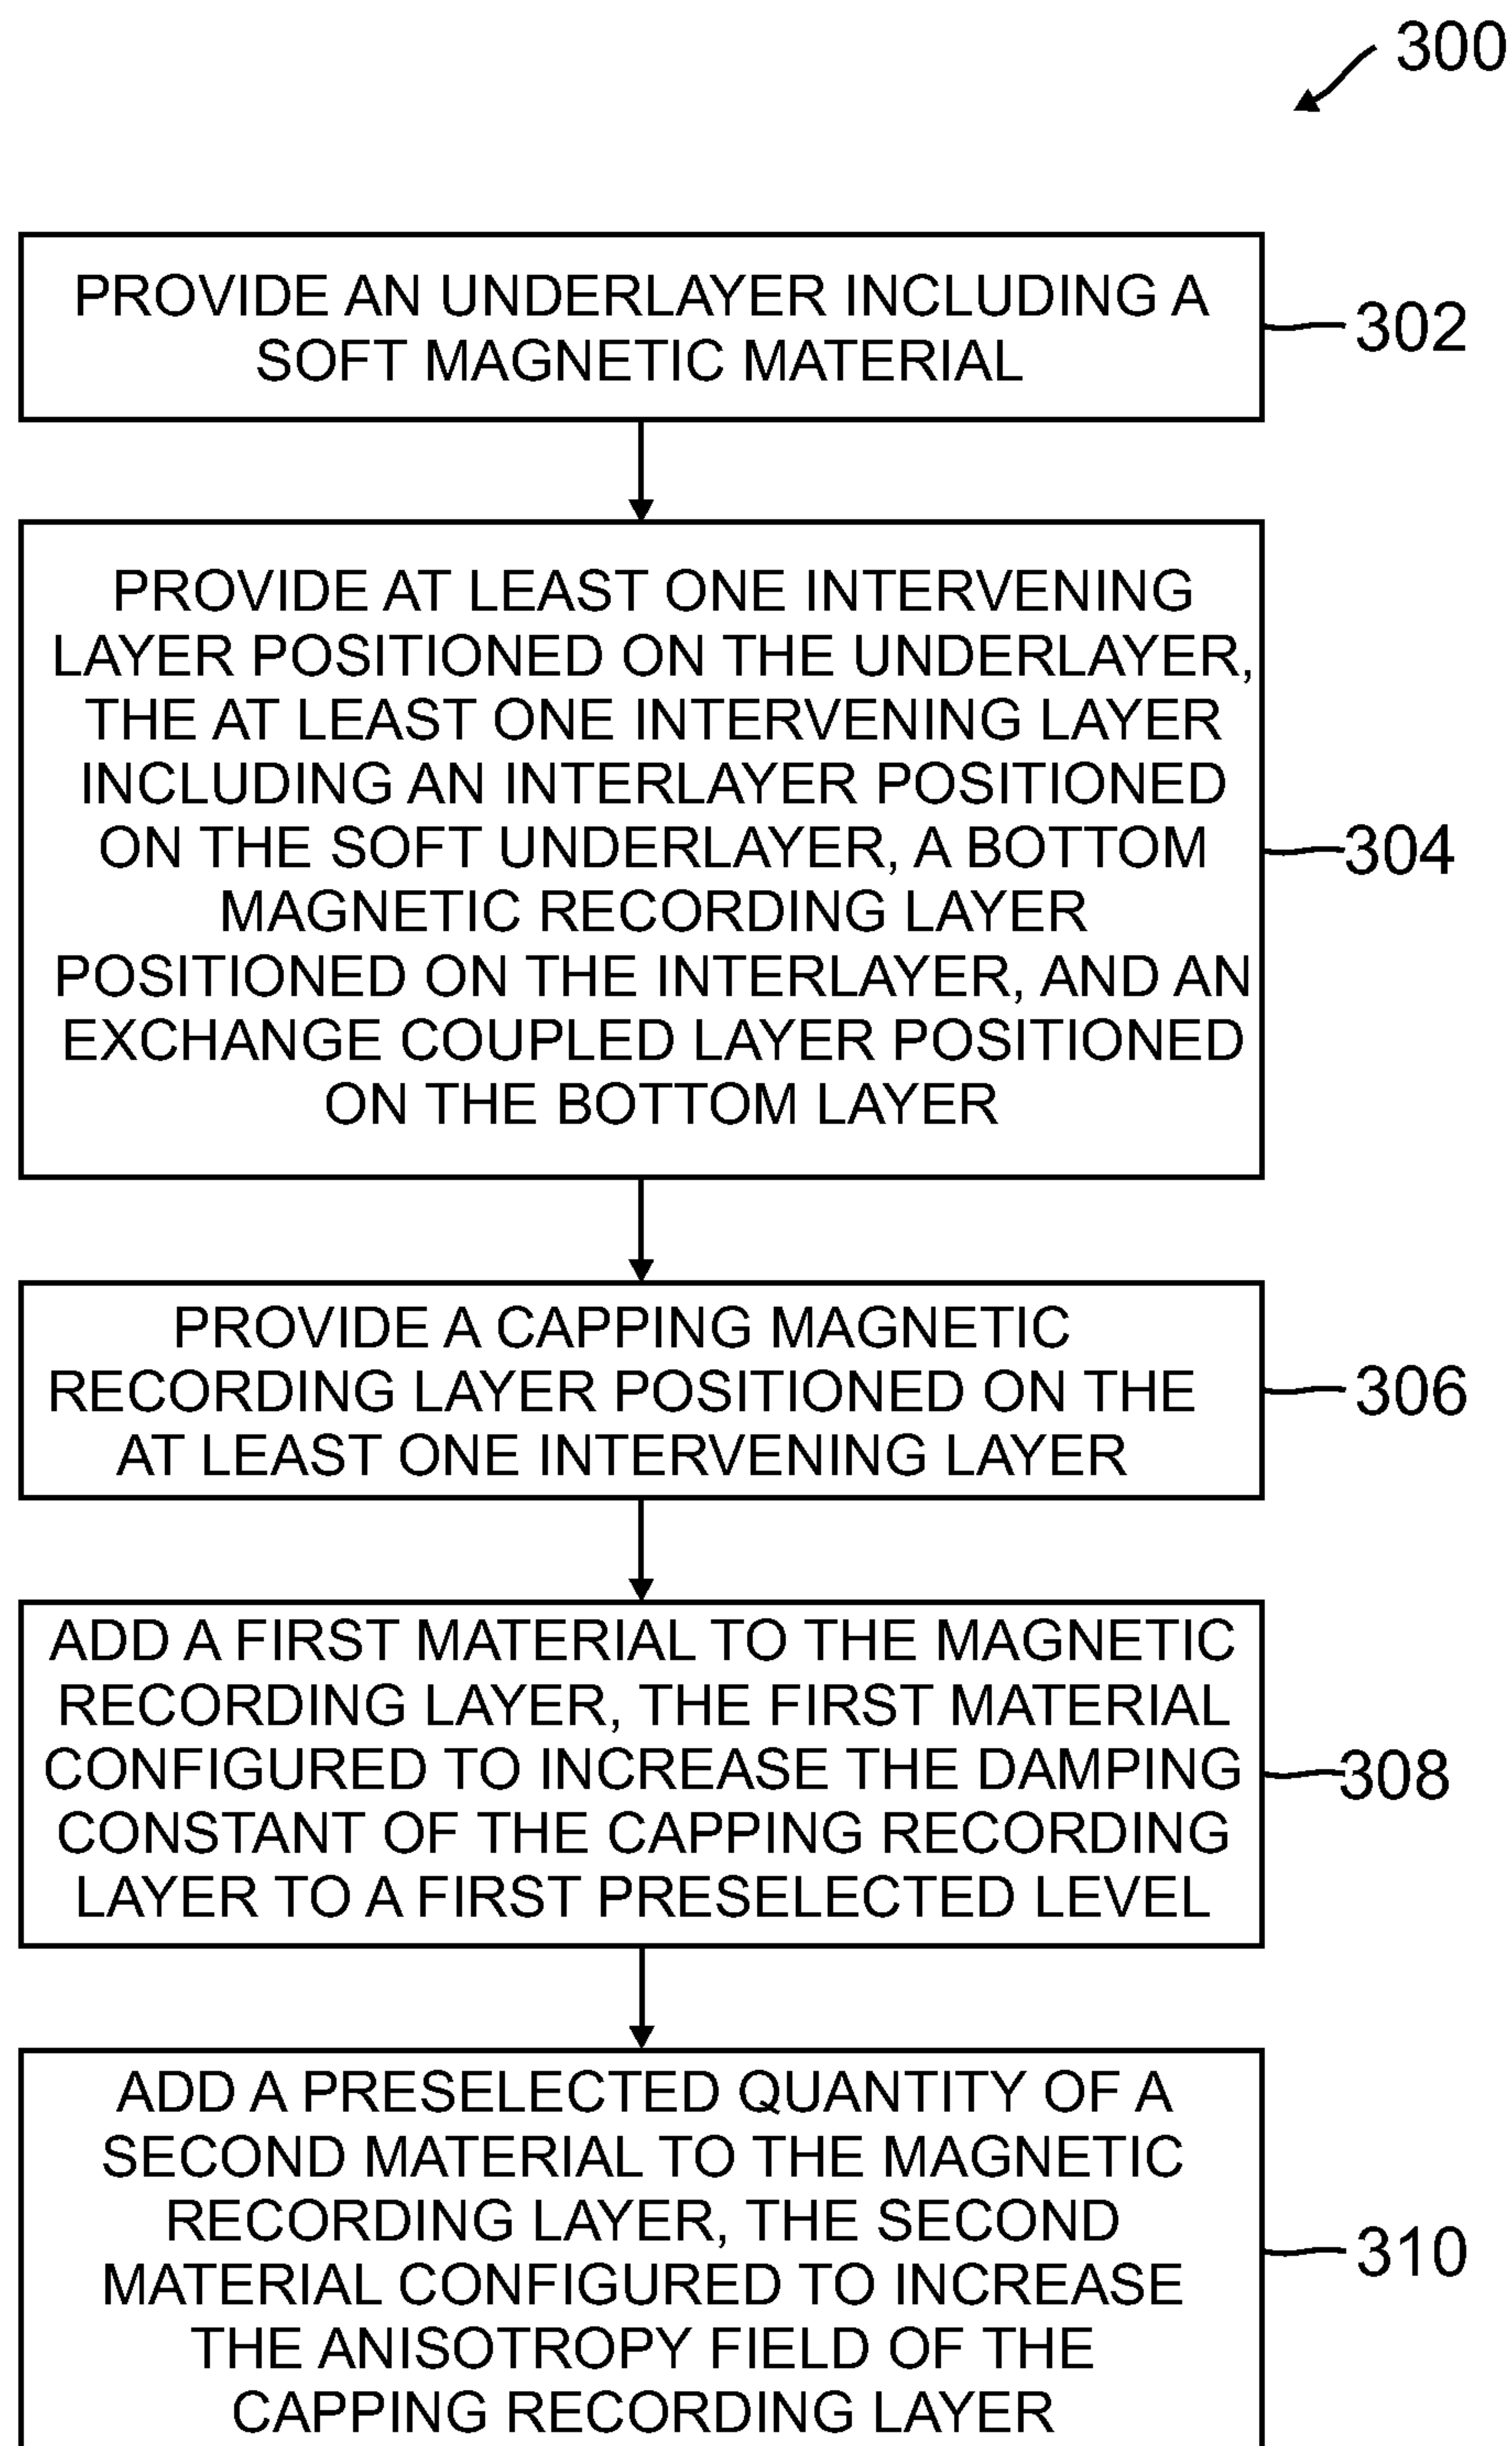 300
PROVIDE AN UNDERLAYER INCLUDING A
SOFT MAGNETIC MATERIAL
302
PROVIDE AT LEAST ONE INTERVENING
LAYER POSITIONED ON THE UNDERLAYER,
THE AT LEAST ONE INTERVENING LAYER
INCLUDING AN INTERLAYER POSITIONED
ON THE SOFT UNDERLAYER, A BOTTOM
MAGNETIC RECORDING LAYER
POSITIONED ON THE INTERLAYER, AND AN
EXCHANGE COUPLED LAYER POSITIONED
ON THE BOTTOM LAYER
304
PROVIDE A CAPPING MAGNETIC
RECORDING LAYER POSITIONED ON THE
AT LEAST ONE INTERVENING LAYER
306
ADD A FIRST MATERIAL TO THE MAGNETIC
RECORDING LAYER, THE FIRST MATERIAL
CONFIGURED TO INCREASE THE DAMPING
CONSTANT OF THE CAPPING RECORDING
LAYER TO A FIRST PRESELECTED LEVEL
308
ADD A PRESELECTED QUANTITY OF A
SECOND MATERIAL TO THE MAGNETIC
RECORDING LAYER, THE SECOND
MATERIAL CONFIGURED TO INCREASE
THE ANISOTROPY FIELD OF THE
CAPPING RECORDING LAYER
310